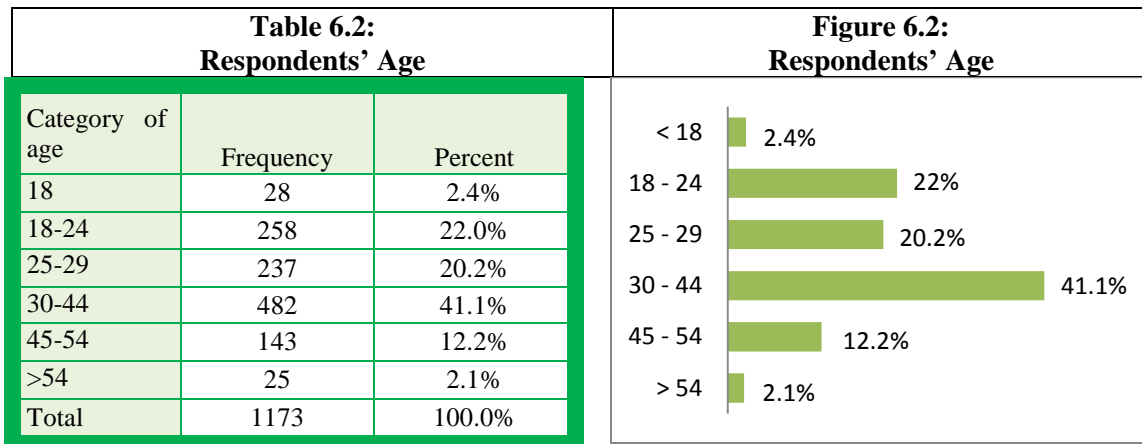 Table 6.2:
Respondents’ Age
Figure 6.2:
Respondents’ Age
Category of
age
Frequency Percent
18 28 2.4%
18-24 258 22.0%
25-29 237 20.2%
30-44 482 41.1%
45-54 143 12.2%
>54 25 2.1%
Total 1173 100.0%
< 18 2.4%
18 - 24 22%
25 - 29 20.2%
30 - 44 41.1%
45 - 54 12.2%
> 54 2.1%